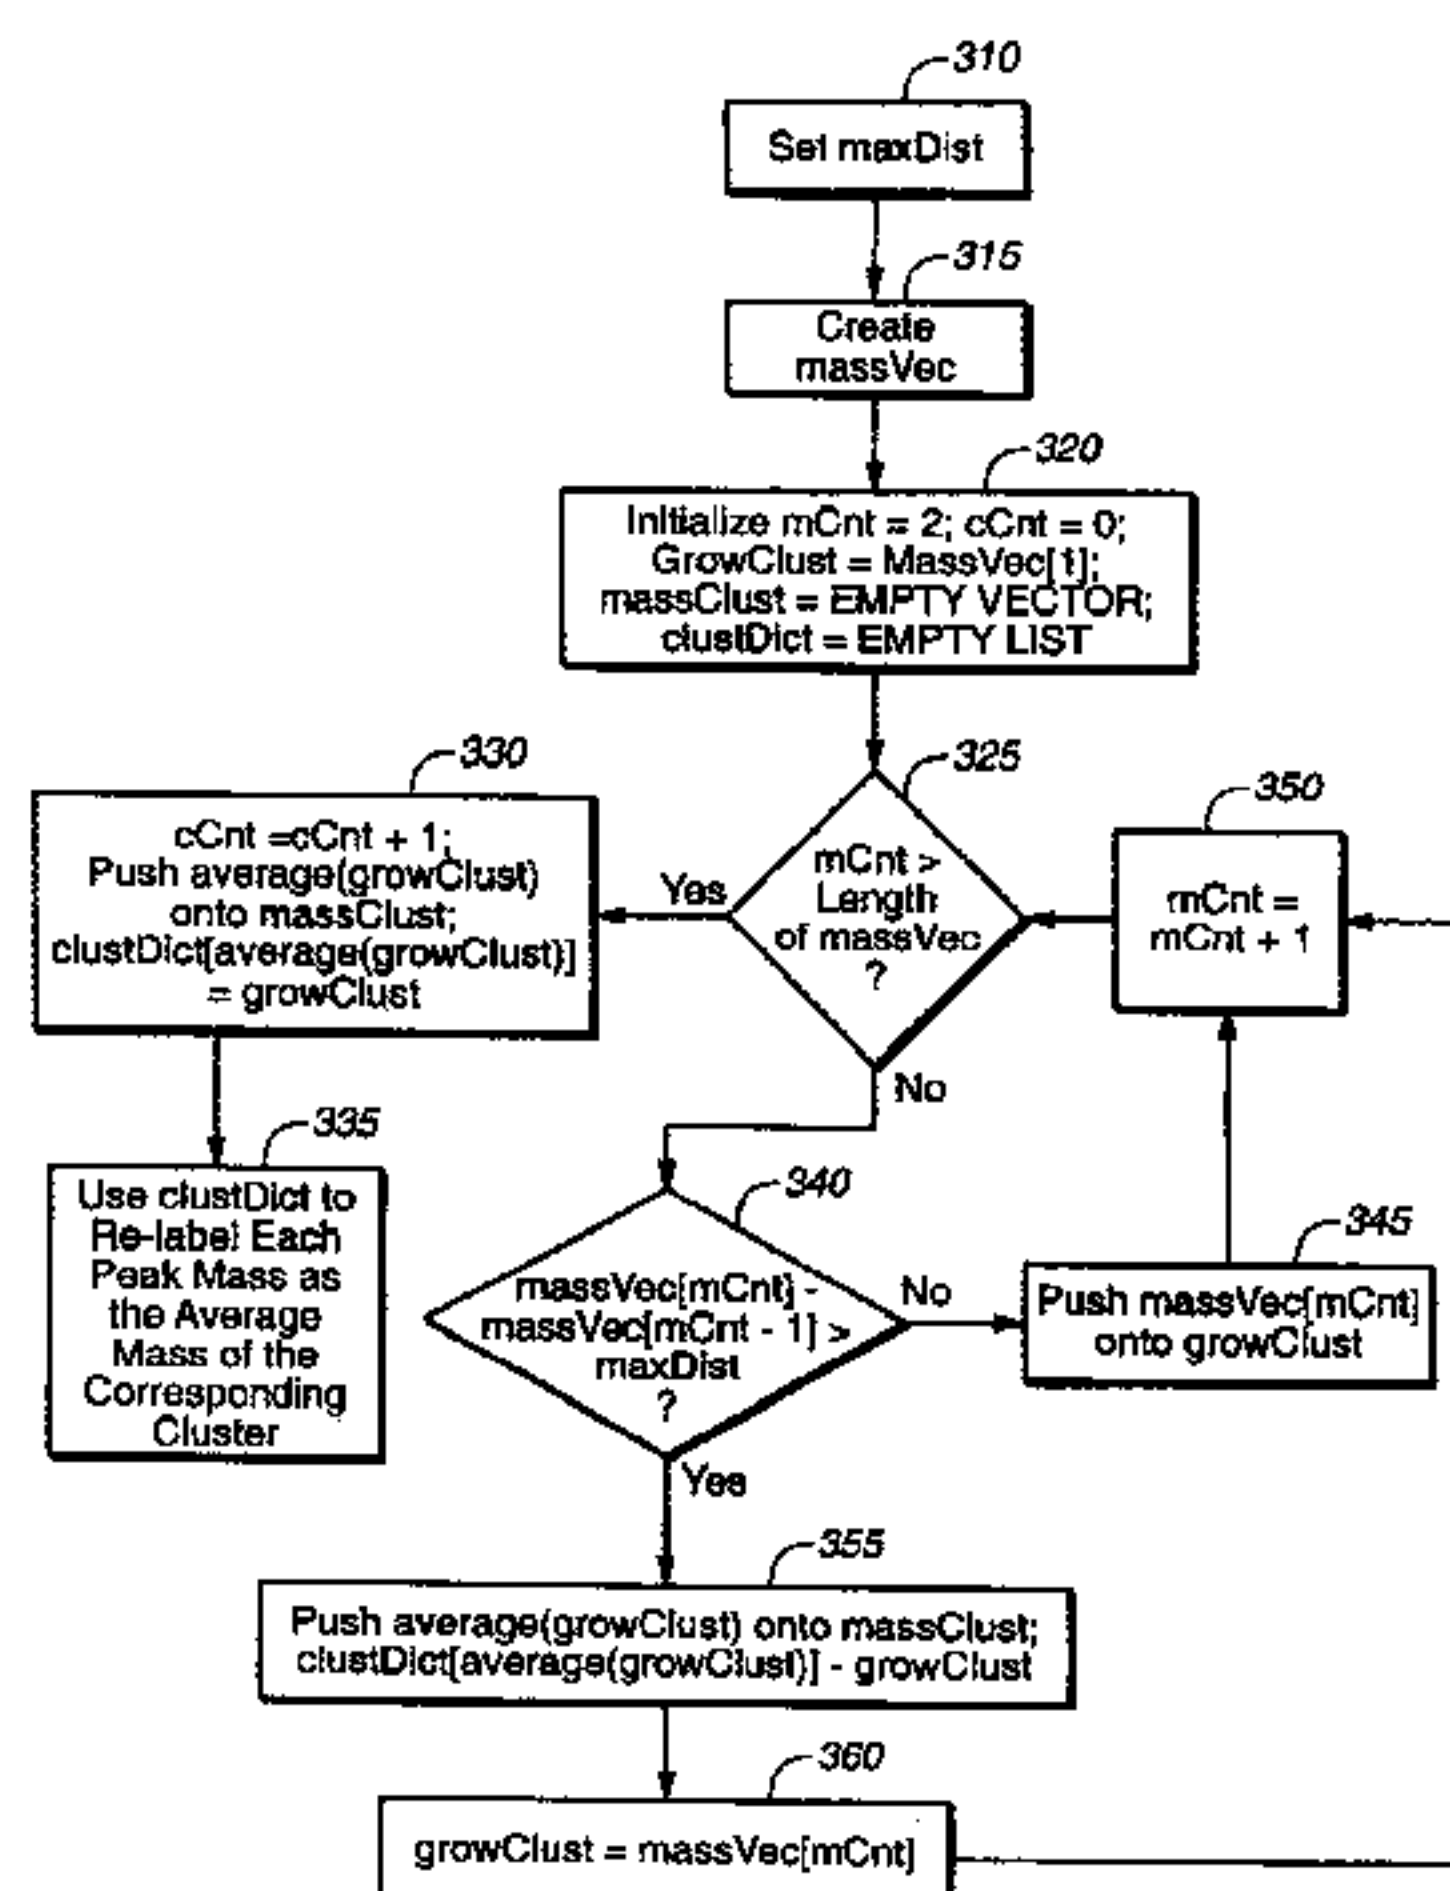 310
Set maxDist
315
Create
massVec
320
Initialize mCnt = 2; cCnt = 0;
GrowClust = MassVec[1];
massClust = EMPTY VECTOR;
clustDict = EMPTY LIST
325
mCnt >
Length
of massVec
?
Yes
No
330
cCnt =cCnt + 1;
Push average(growClust)
onto massClust;
clustDict[average(growClust)]
= growClust
335
Use clustDict to
Re-label Each
Peak Mass as
the Average
Mass of the
Corresponding
Cluster
350
mCnt =
mCnt + 1
340
massVec[mCnt] -
massVec[mCnt - 1] >
maxDist
?
No
Yes
345
Push massVec[mCnt]
onto growClust
355
Push average(growClust) onto massClust;
clustDict[average(growClust)] - growClust
360
growClust = massVec[mCnt]